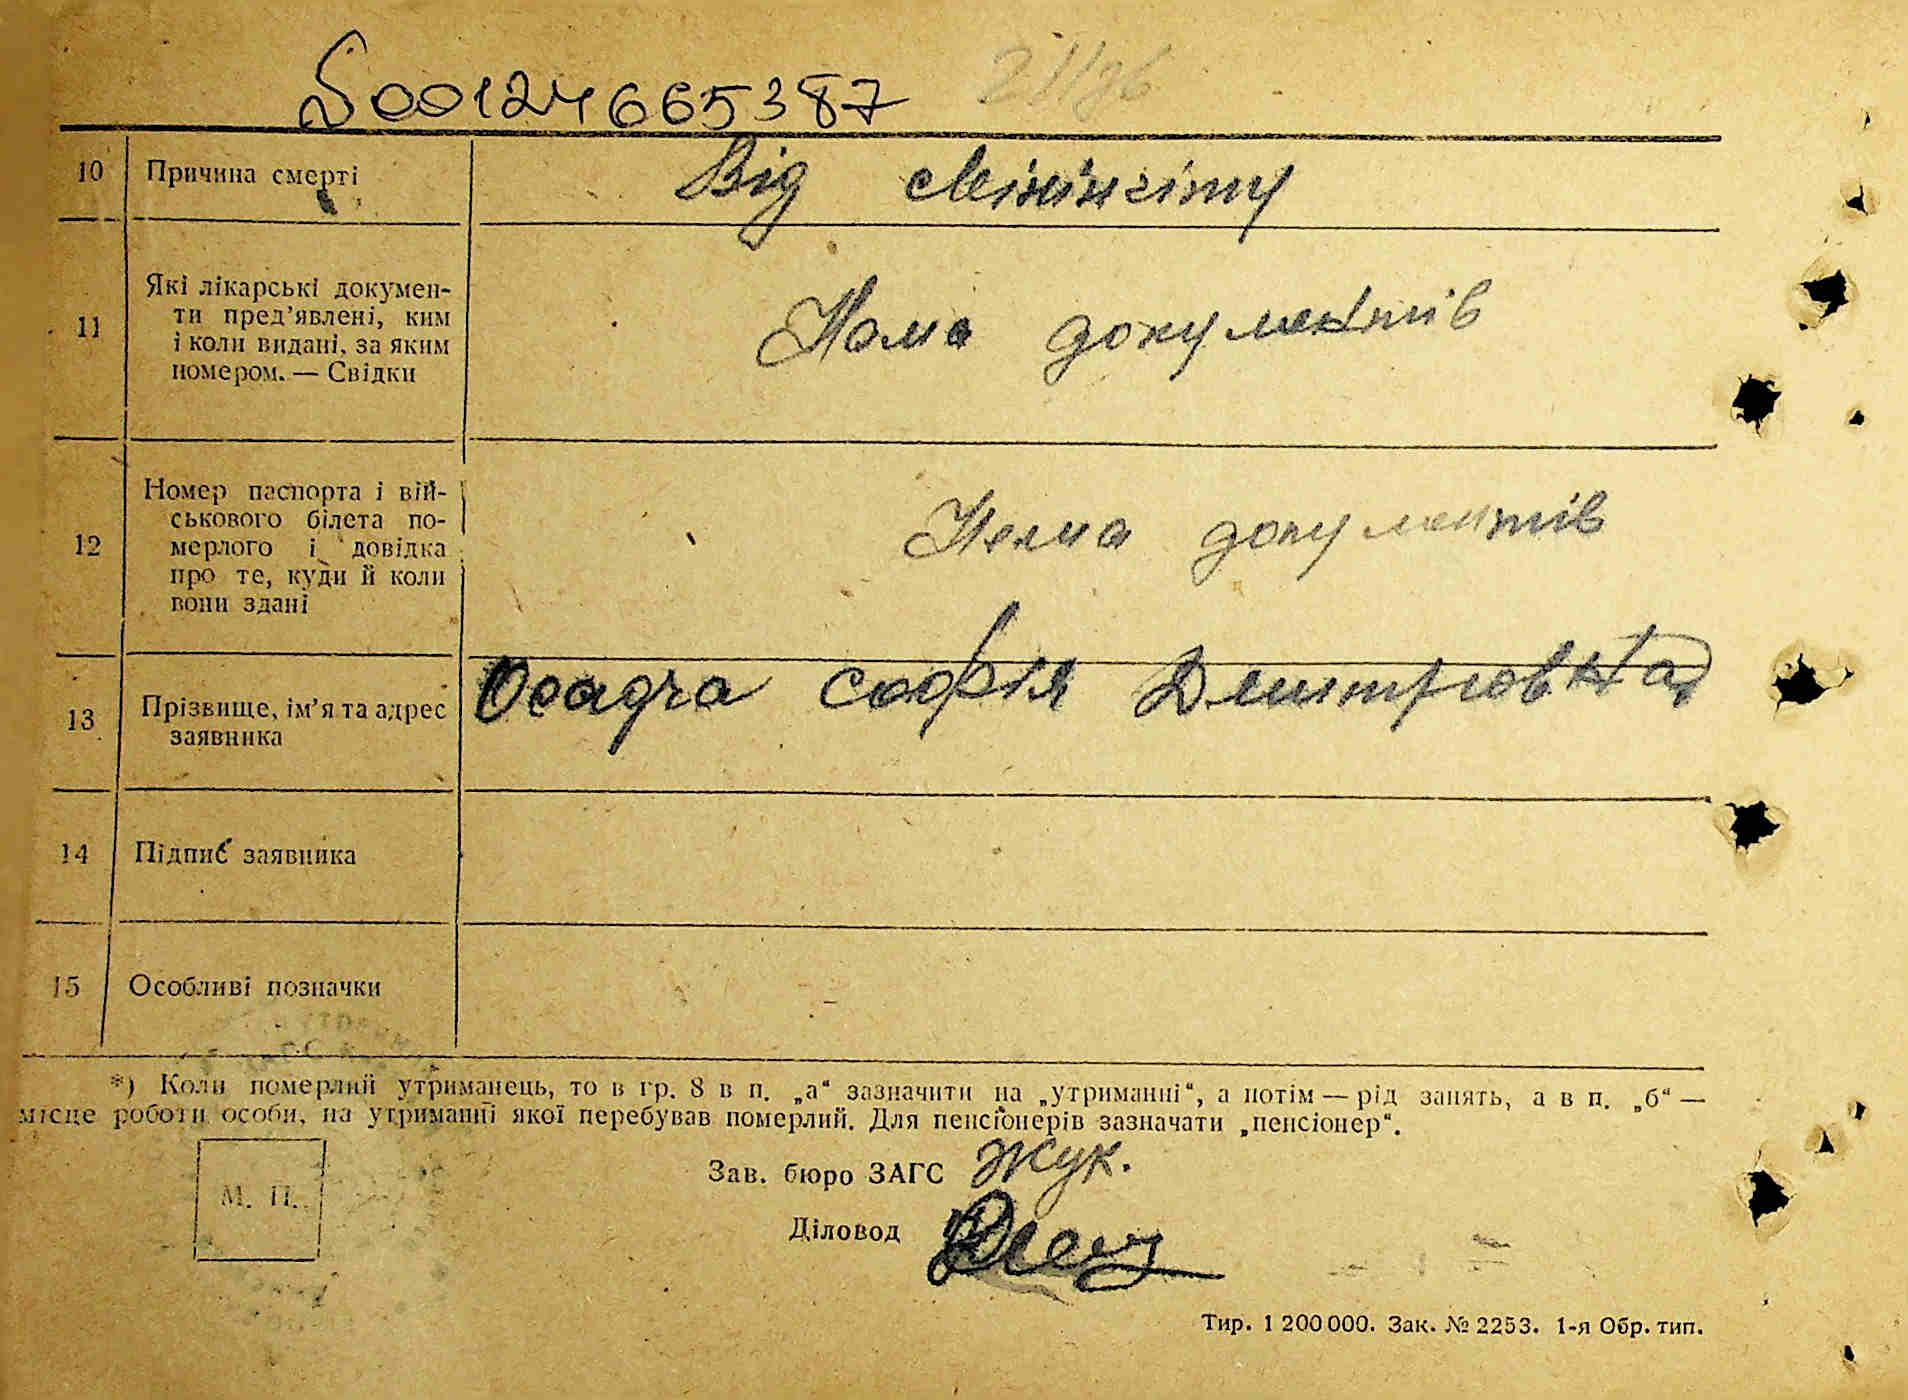 S00124665387
10 Причина смерті Від мінінгіту
11 Які лікарські докумен-
ти пред’явлені, ким
і коли видані, за яким
номером. — Свідки
Нема документів
12 Номер паспорта і вій-
ськового білета по-
мерлого і довідка
про те, куди й коли
вони здані
Нема документів
13 Прізвище, ім’я та адрес
заявника
Осадча Софія Дмитровна
14 Підпис заявника
15 Особливі позначки
*) Коли померлий утриманець, то в гр. 8 в п. „а“ зазначити на „утриманні“, а потім — рід занять, а в п. „б“ —
місце роботи особи, на утриманні якої перебував померлий. Для пенсіонерів зазначати „пенсіонер“.
Зав. бюро ЗАГС Жук.
М. П.
Діловод
Тир. 1 200 000. Зак. № 2253. 1-я Обр. тип.